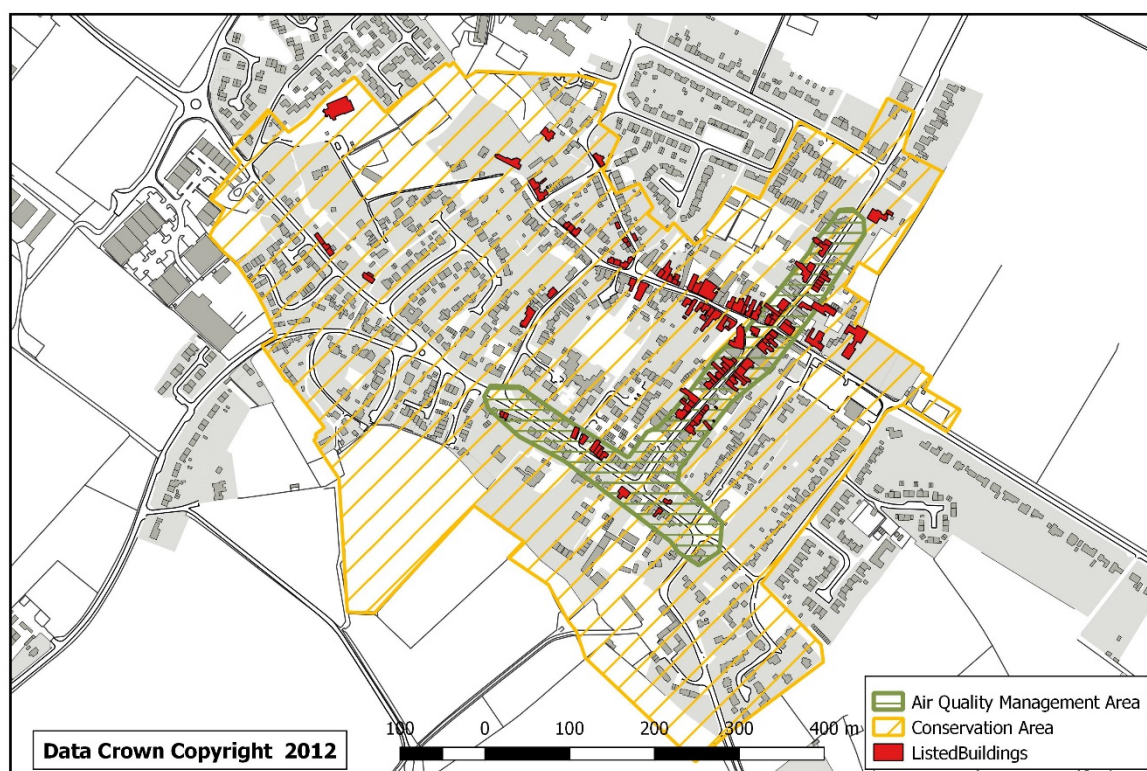 Air Quality Management Area
Conservation Area
ListedBuildings
Data Crown Copyright 2012
100 0 100 200 300 400 m